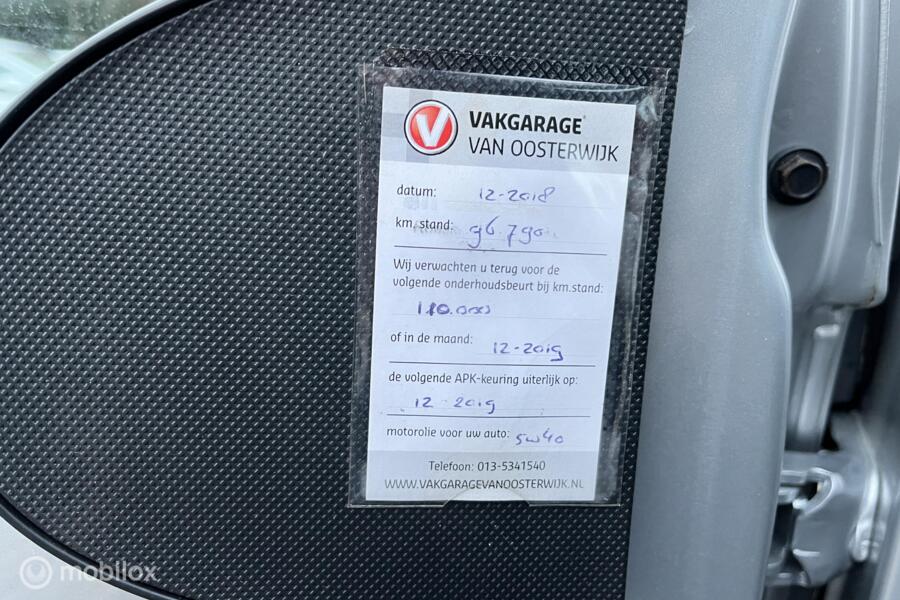 VAKGARAGE
VAN OOSTERWIJK
datum: 12-2018
km.stand: 96.790
Wij verwachten u terug voor de
volgende onderhoudsbeurt bij km.stand:
110.000
of in de maand: 12-2019
de volgende APK-keuring uiterlijk op:
12-2019
motorolie voor uw auto: 5w40
Telefoon: 013-5341540
WWW.VAKGARAGEVANOOSTERWIJK.NL
mobilox